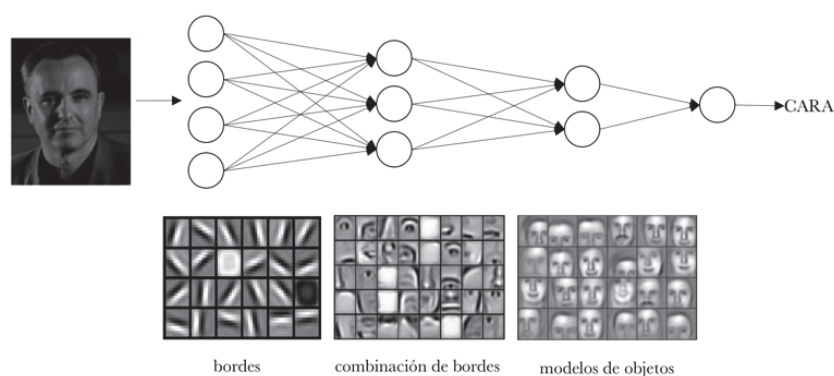 CARA
bordes
combinación de bordes
modelos de objetos